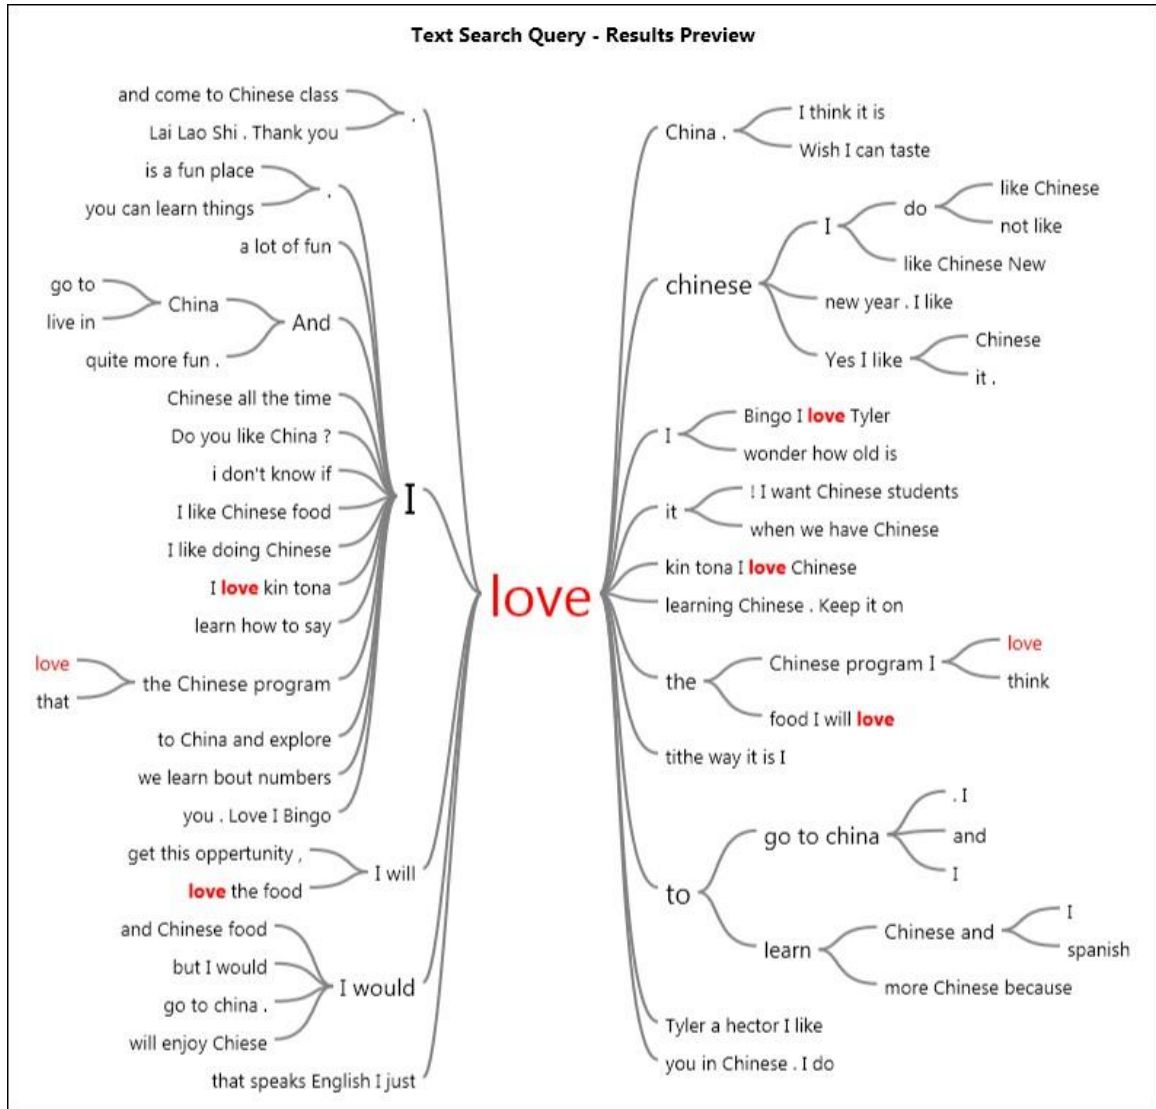 Text Search Query - Results Preview
and come to Chinese class
Lai Lao Shi . Thank you
.
is a fun place
you can learn things
.
a lot of fun
go to
live in
China
quite more fun .
And
Chinese all the time
Do you like China ?
i don't know if
I like Chinese food
I like doing Chinese
I love kin tona
learn how to say
love
that
the Chinese program
to China and explore
we learn bout numbers
you . Love I Bingo
I
get this oppertunity ,
love the food
I will
and Chinese food
but I would
go to china .
will enjoy Chiese
I would
that speaks English I just
love
China .
I think it is
Wish I can taste
chinese
I
do
like Chinese
not like
like Chinese New
new year . I like
Yes I like
Chinese
it .
I
Bingo I love Tyler
wonder how old is
it
! I want Chinese students
when we have Chinese
kin tona I love Chinese
learning Chinese . Keep it on
the
Chinese program I
love
think
food I will love
tithe way it is I
to
go to china
. I
and
I
learn
Chinese and
I
spanish
more Chinese because
Tyler a hector I like
you in Chinese . I do